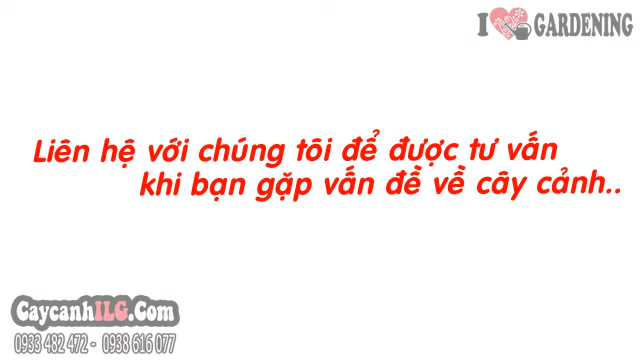 I GARDENING
Liên hệ với chúng tôi để được tư vấn
khi bạn gặp vấn đề về cây cảnh..
CaycanhILG.Com
0933 482 472 - 0938 616 077